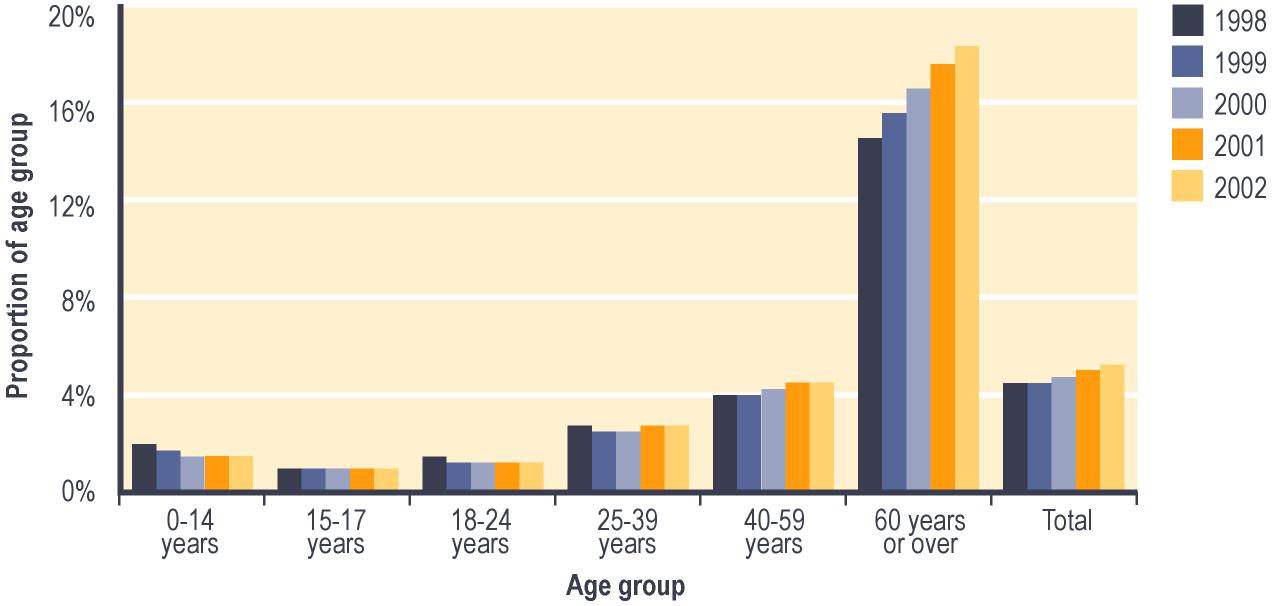 Proportion of age group
20%
16%
12%
8%
4%
0%
0-14
years
15-17
years
18-24
years
25-39
years
40-59
years
60 years
or over
Total
Age group
1998
1999
2000
2001
2002